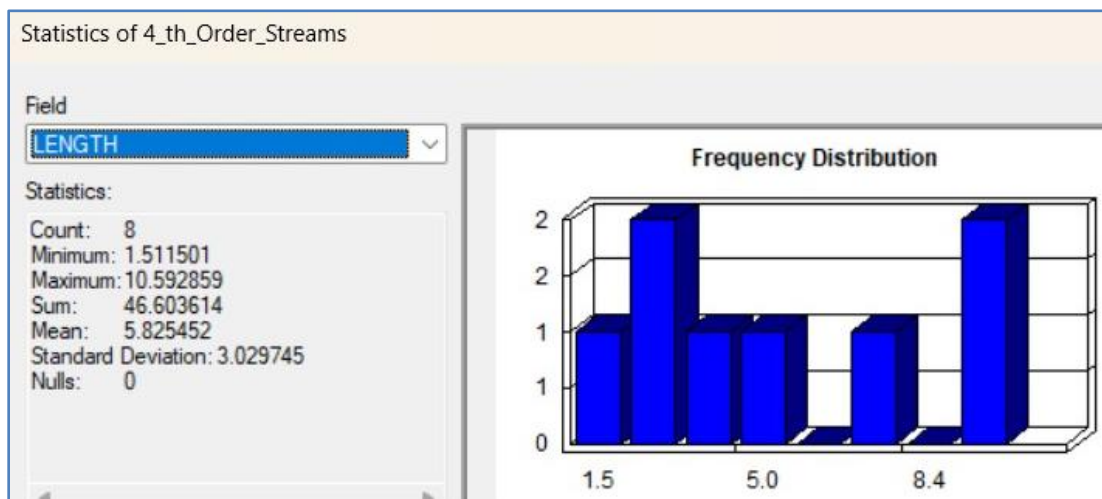 Statistics of 4_th_Order_Streams
Field
LENGTH
Statistics:
Count: 8
Minimum: 1.511501
Maximum: 10.592859
Sum: 46.603614
Mean: 5.825452
Standard Deviation: 3.029745
Nulls: 0
Frequency Distribution
2
2
1
1
0
1.5 5.0 8.4